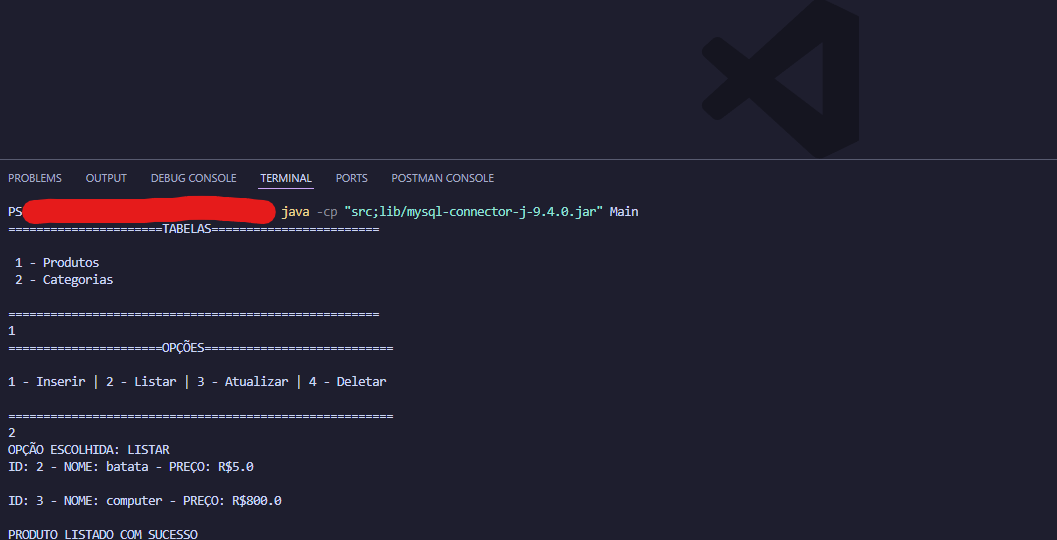 PROBLEMS OUTPUT DEBUG CONSOLE TERMINAL PORTS POSTMAN CONSOLE
PS java -cp "src;lib/mysql-connector-j-9.4.0.jar" Main
======================TABELAS========================
1 - Produtos
2 - Categorias
=====================================================
1
======================OPÇÕES===========================
1 - Inserir | 2 - Listar | 3 - Atualizar | 4 - Deletar
=======================================================
2
OPÇÃO ESCOLHIDA: LISTAR
ID: 2 - NOME: batata - PREÇO: R$5.0
ID: 3 - NOME: computer - PREÇO: R$800.0
PRODUTO LISTADO COM SUCESSO